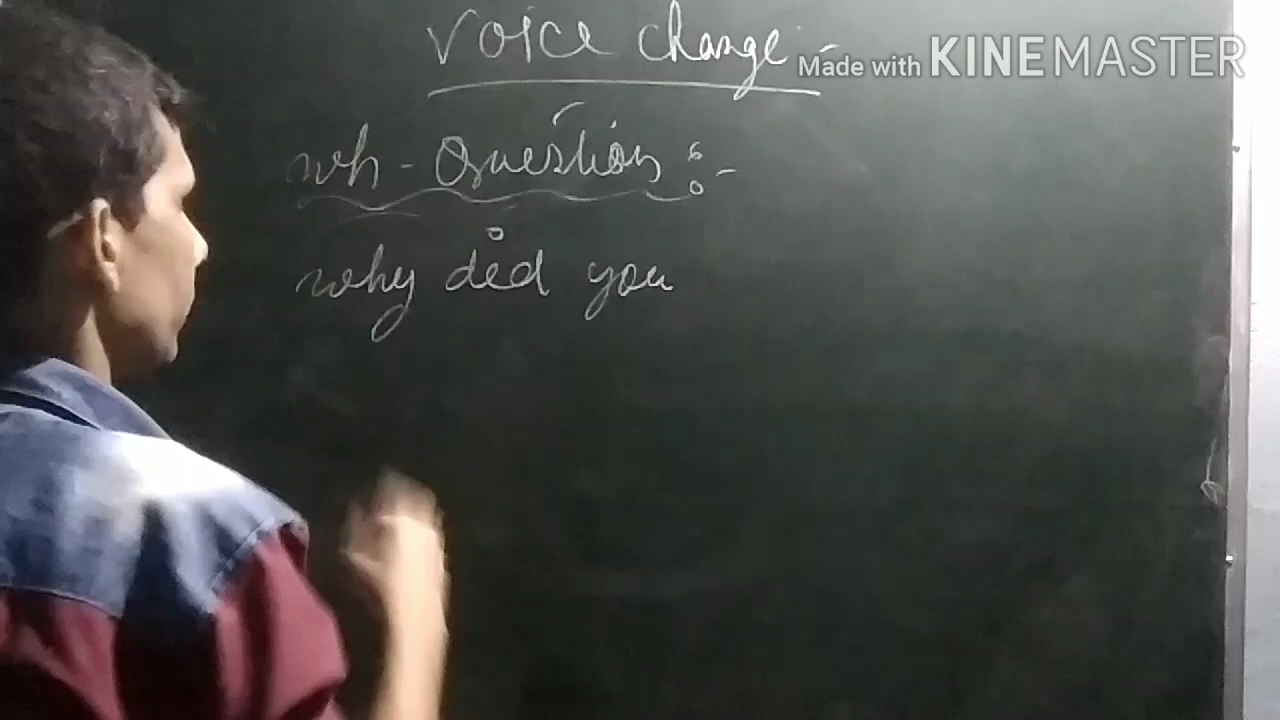 Voice change -
Made with KINEMASTER
wh - Question :-
why did you